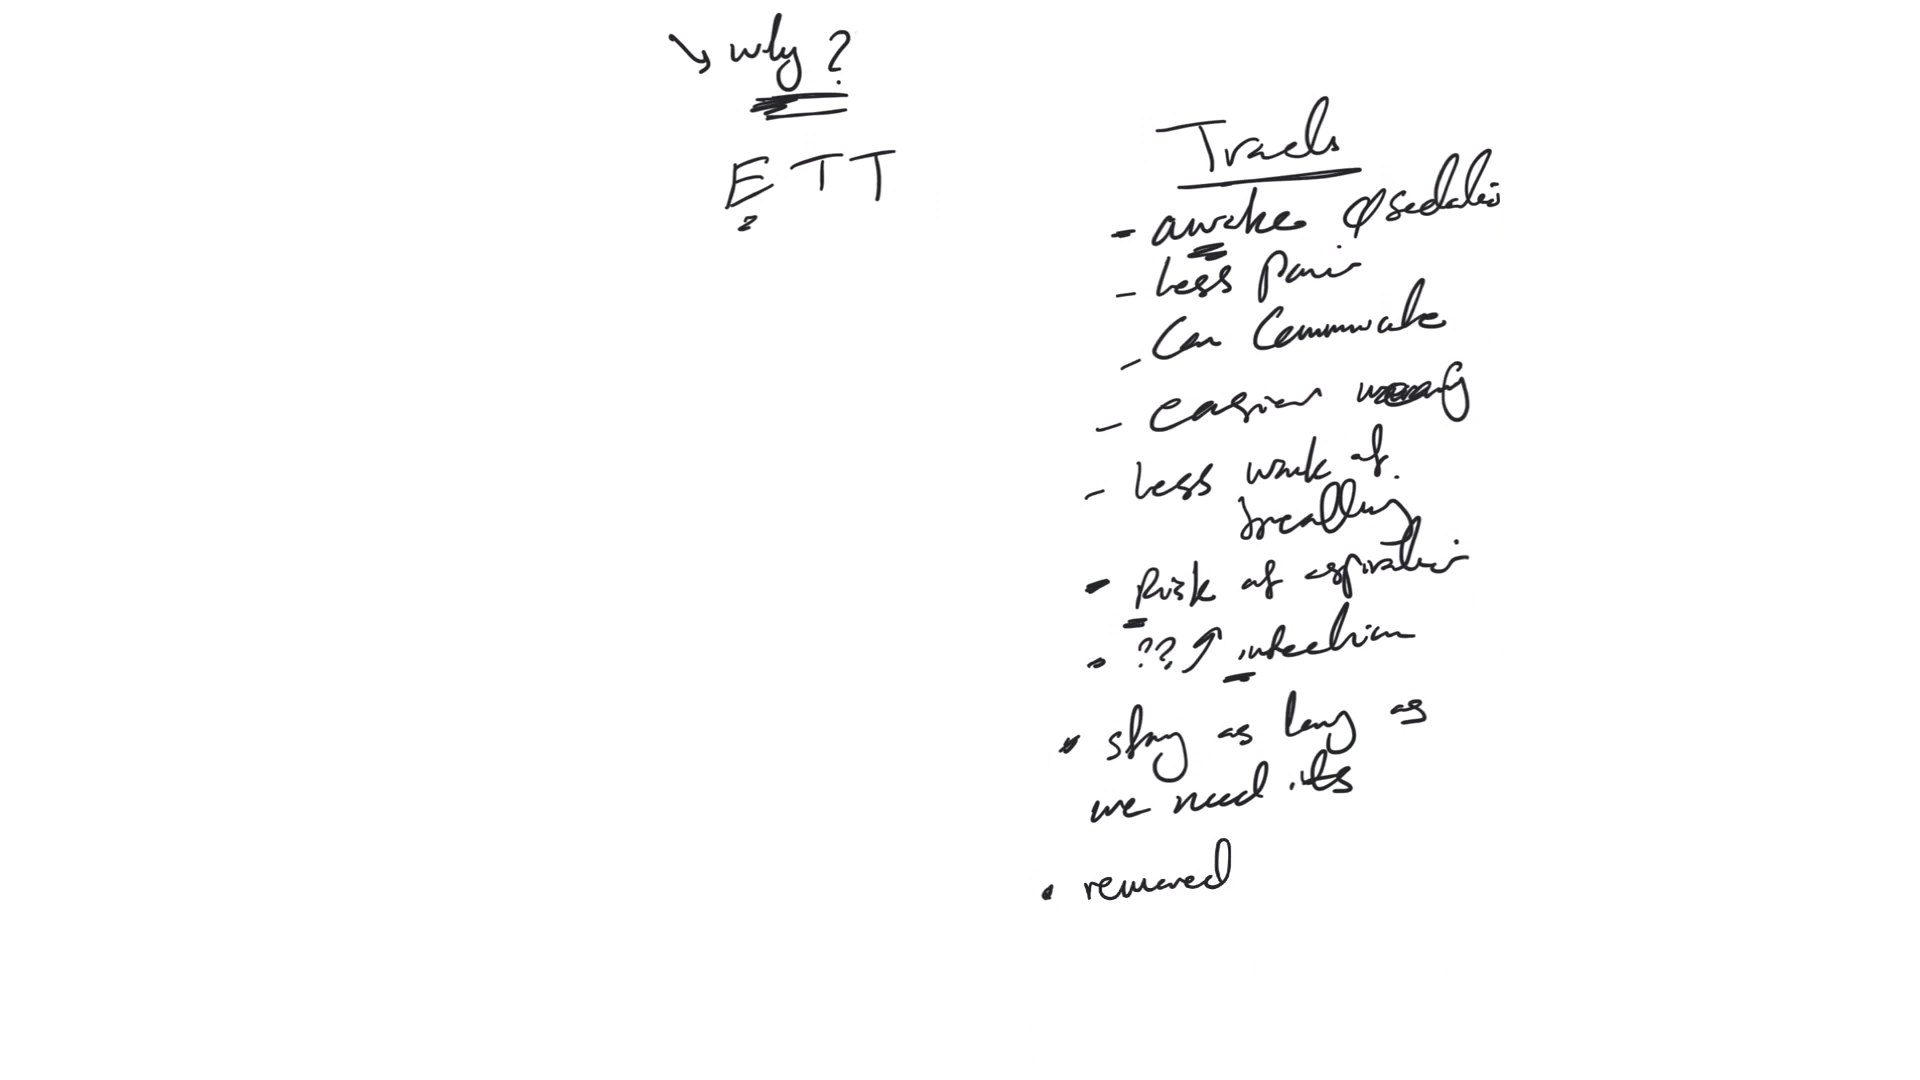 ↘ why ?
ETT
Trach
- awake ∅ sedation
- less pain
- Can Communicate
- easier weaning
- less work of
breathing
- Risk of aspiration
• ??↑ infection
• stay as long as
we need its
• removed